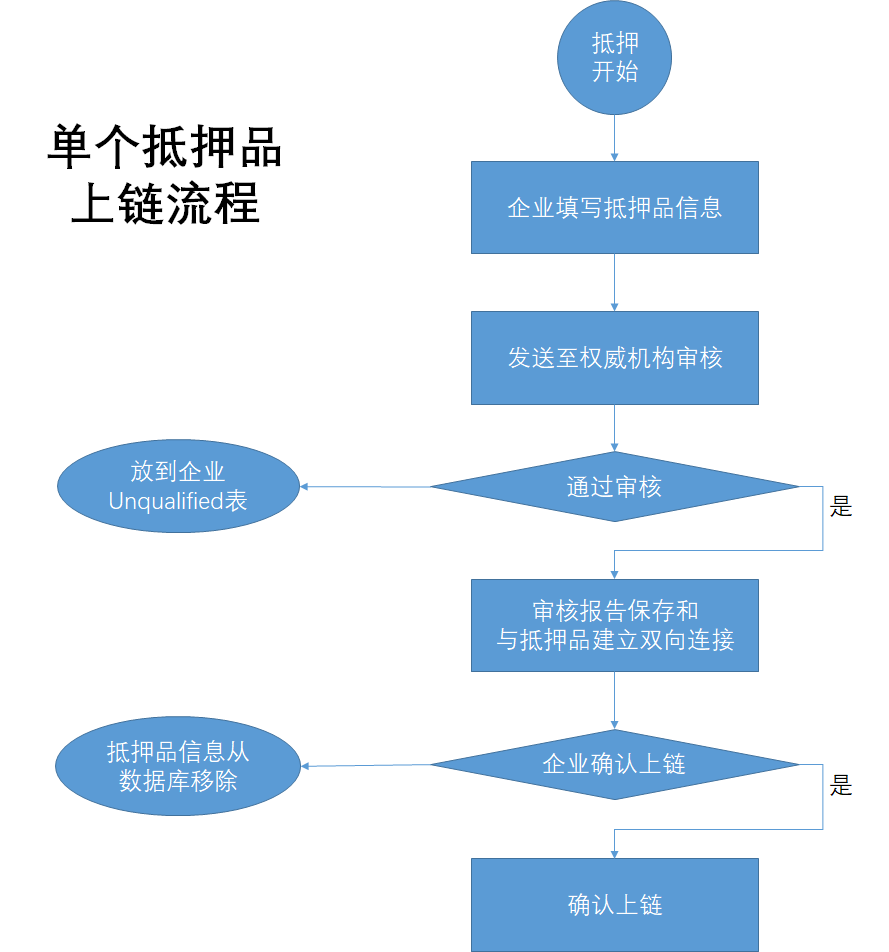 抵押
开始
单个抵押品
上链流程
企业填写抵押品信息
发送至权威机构审核
通过审核
是
放到企业
Unqualified表
审核报告保存和
与抵押品建立双向连接
企业确认上链
是
抵押品信息从
数据库移除
确认上链